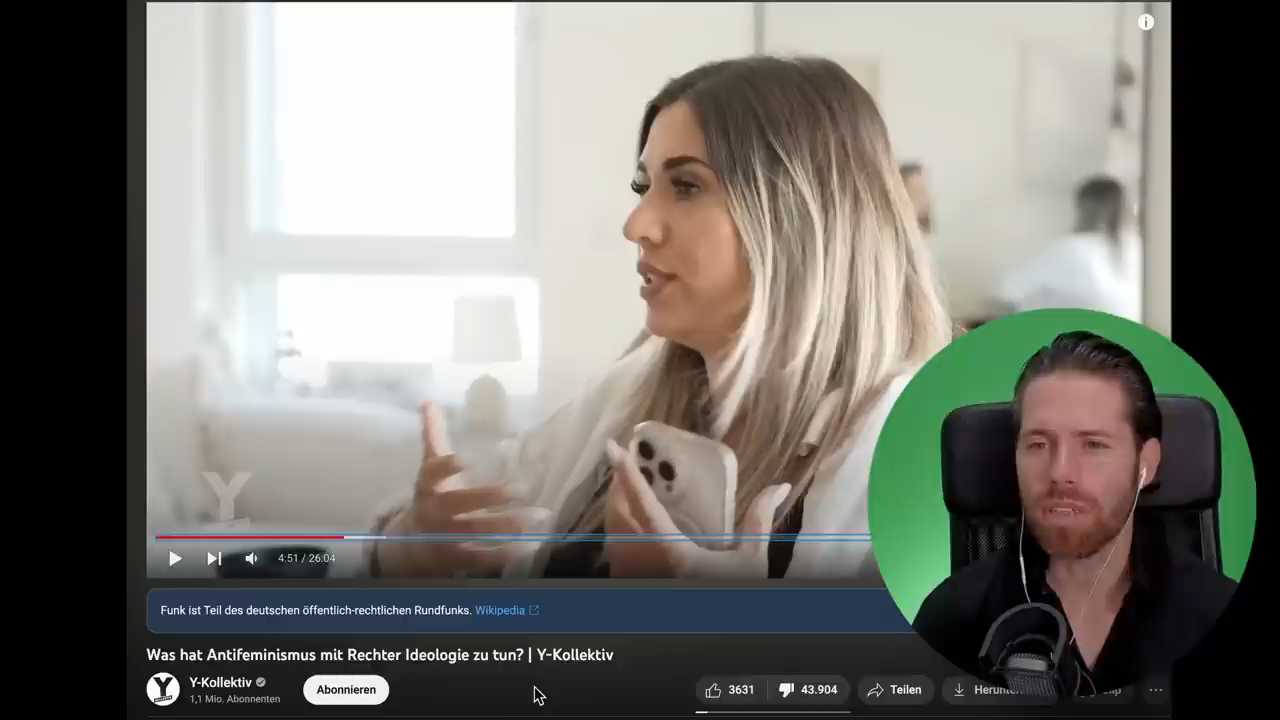 4:51 / 26:04
Funk ist Teil des deutschen öffentlich-rechtlichen Rundfunks. Wikipedia
Was hat Antifeminismus mit Rechter Ideologie zu tun? | Y-Kollektiv
Y-Kollektiv
1,1 Mio. Abonnenten
Abonnieren
3631
43.904
Teilen